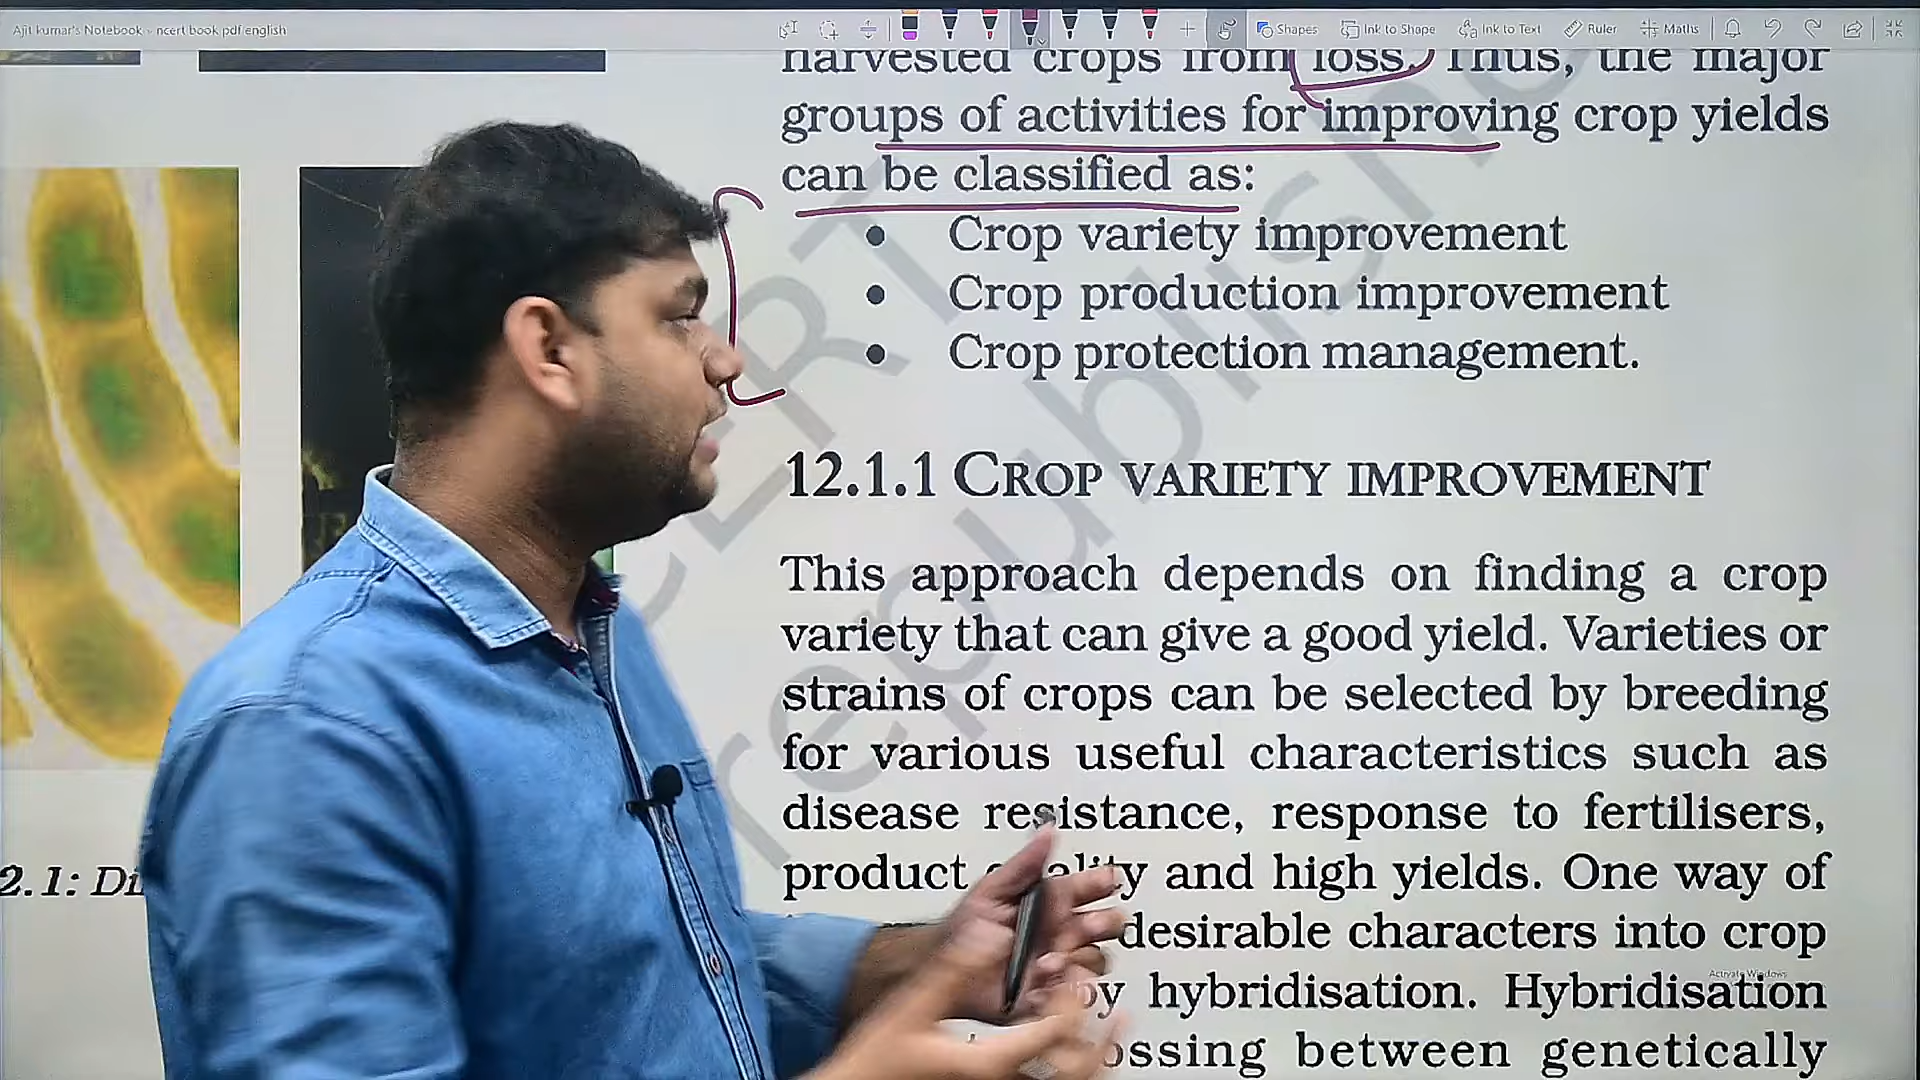 Ajit kumar's Notebook » ncert book pdf english
Shapes
Ink to Shape
Ink to Text
Ruler
Maths
harvested crops from loss. Thus, the major
groups of activities for improving crop yields
can be classified as:
• Crop variety improvement
• Crop production improvement
• Crop protection management.
12.1.1 CROP VARIETY IMPROVEMENT
This approach depends on finding a crop
variety that can give a good yield. Varieties or
strains of crops can be selected by breeding
for various useful characteristics such as
disease resistance, response to fertilisers,
product quality and high yields. One way of
desirable characters into crop
by hybridisation. Hybridisation
between genetically
2.1:
Activate Windows
republish